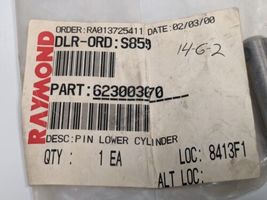 ORDER: RA013725411 DATE: 02/03/00
DLR-ORD: S859
14-6-2
RAYMOND
PART: 62300370
DESC: PIN LOWER CYLINDER
QTY : 1 EA
LOC: 8413F1
ALT LOC: